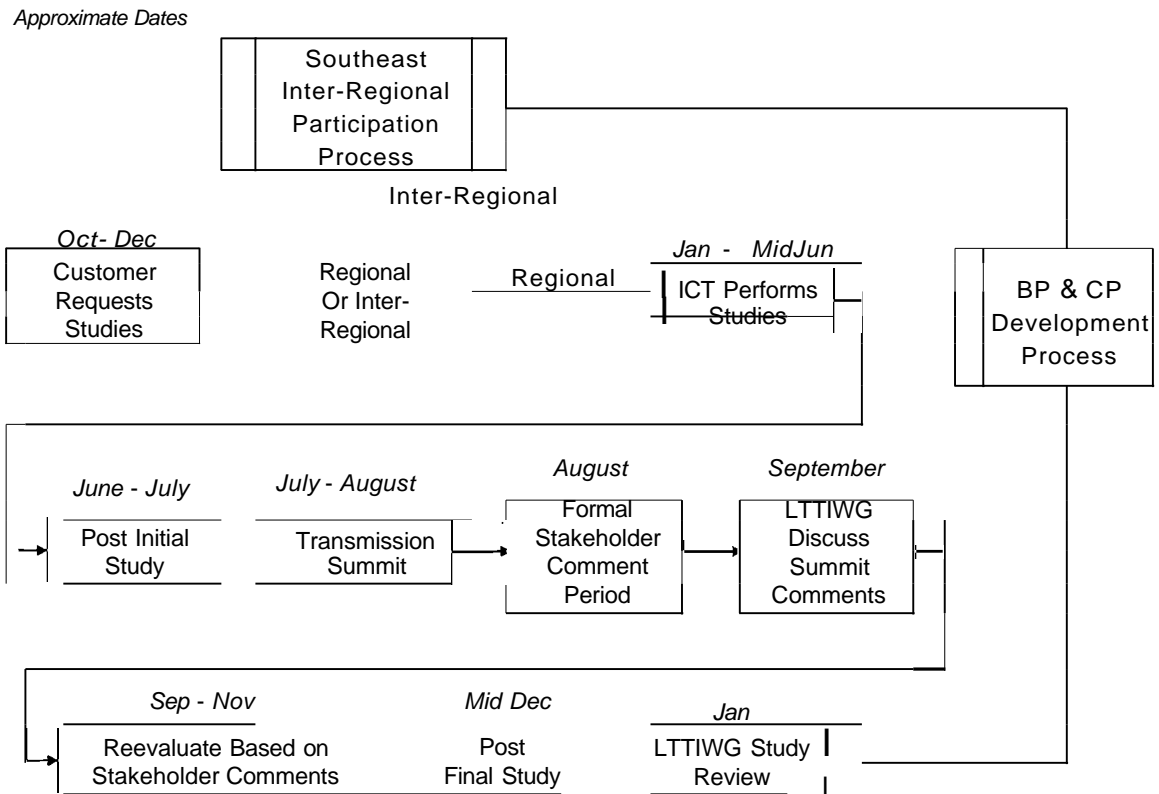 Approximate Dates
Southeast
Inter-Regional
Participation
Process
Inter-Regional
Oct- Dec
Customer
Requests
Studies
Regional
Or Inter-
Regional
Regional
Jan - MidJun
ICT Performs
Studies
BP & CP
Development
Process
June - July
Post Initial
Study
July - August
Transmission
Summit
August
Formal
Stakeholder
Comment
Period
September
LTTIWG
Discuss
Summit
Comments
Sep - Nov
Reevaluate Based on
Stakeholder Comments
Mid Dec
Post
Final Study
Jan
LTTIWG Study
Review